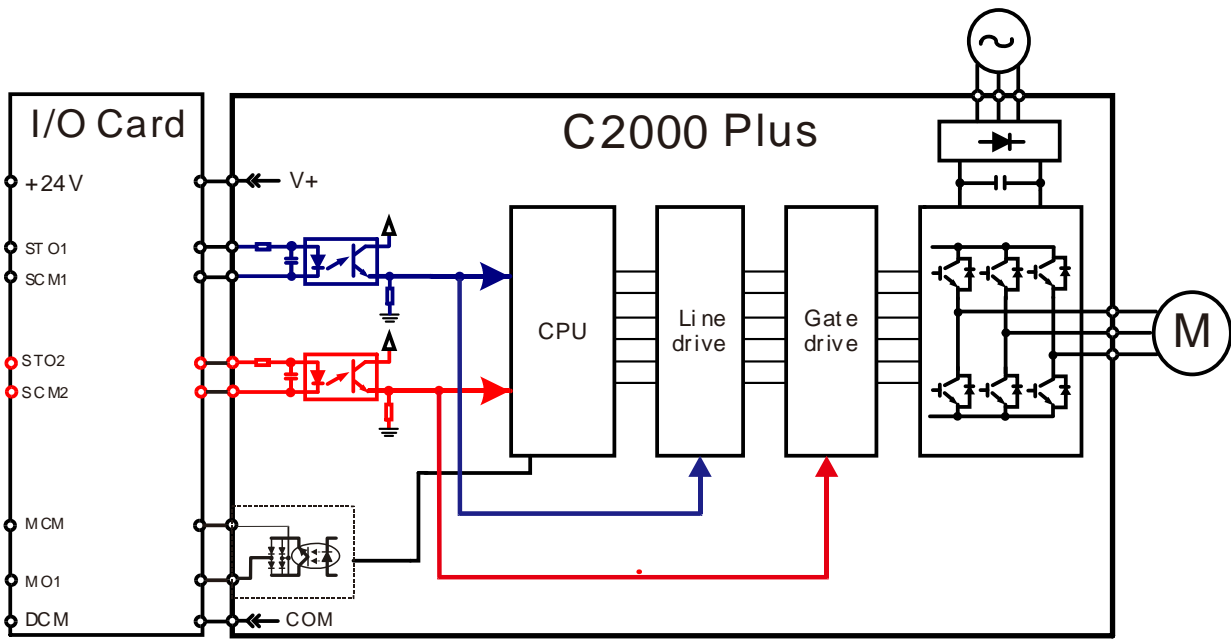 I/O Card
C2000 Plus
+24V
V+
STO1
SCM1
STO2
SCM2
CPU
Line
drive
Gate
drive
M
MCM
MO1
DCM
COM